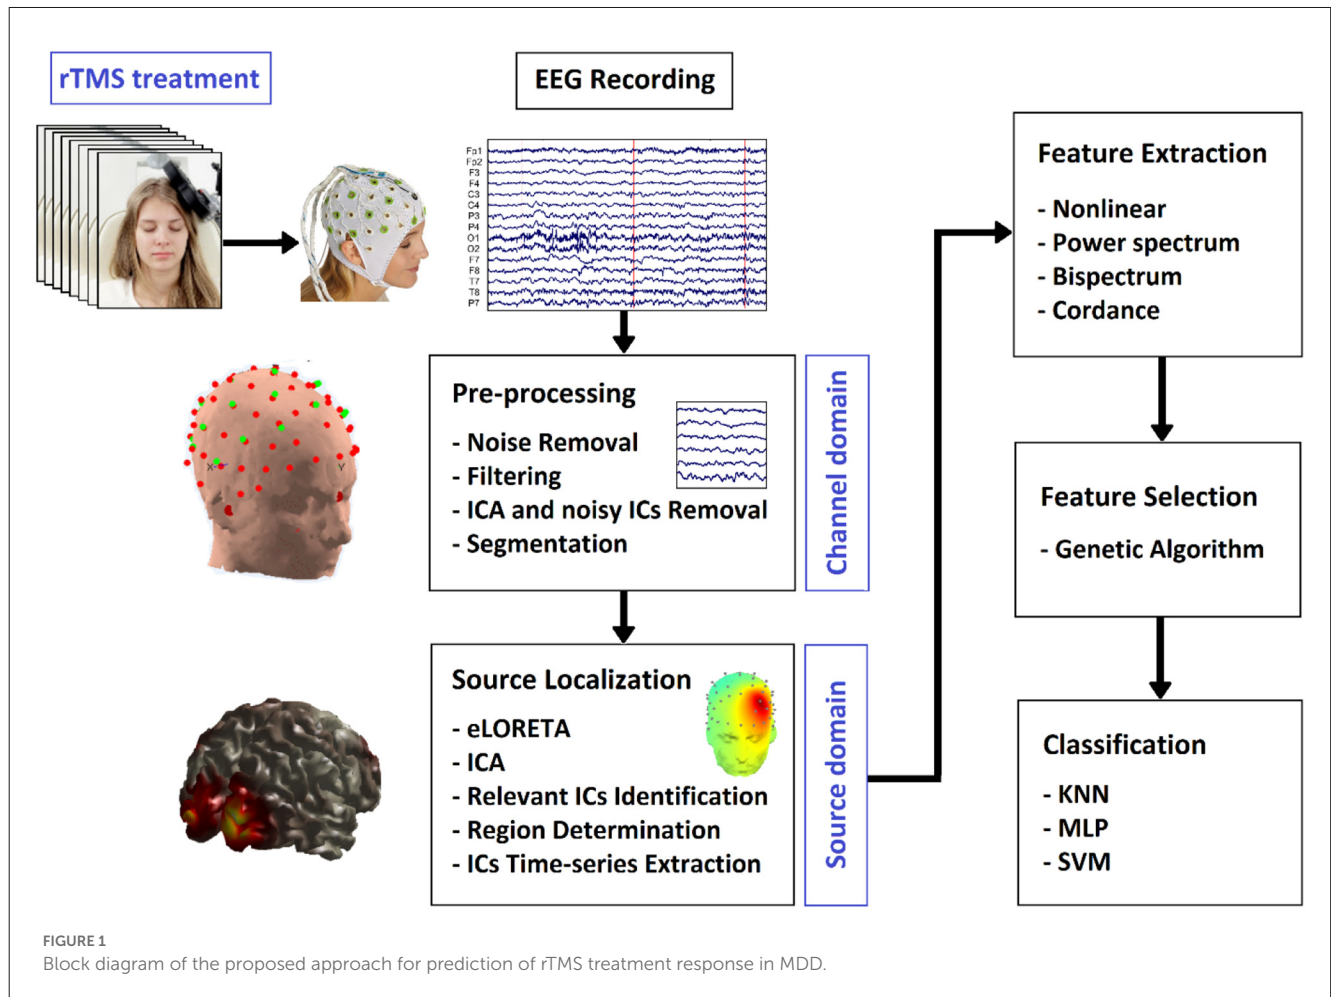 rTMS treatment
EEG Recording
Fp1
Fp2
F3
F4
C3
C4
P3
P4
O1
O2
F7
F8
T7
T8
P7
Pre-processing
- Noise Removal
- Filtering
- ICA and noisy ICs Removal
- Segmentation
Channel domain
X
Y
Source Localization
- eLORETA
- ICA
- Relevant ICs Identification
- Region Determination
- ICs Time-series Extraction
Source domain
Feature Extraction
- Nonlinear
- Power spectrum
- Bispectrum
- Cordance
Feature Selection
- Genetic Algorithm
Classification
- KNN
- MLP
- SVM
FIGURE 1
Block diagram of the proposed approach for prediction of rTMS treatment response in MDD.